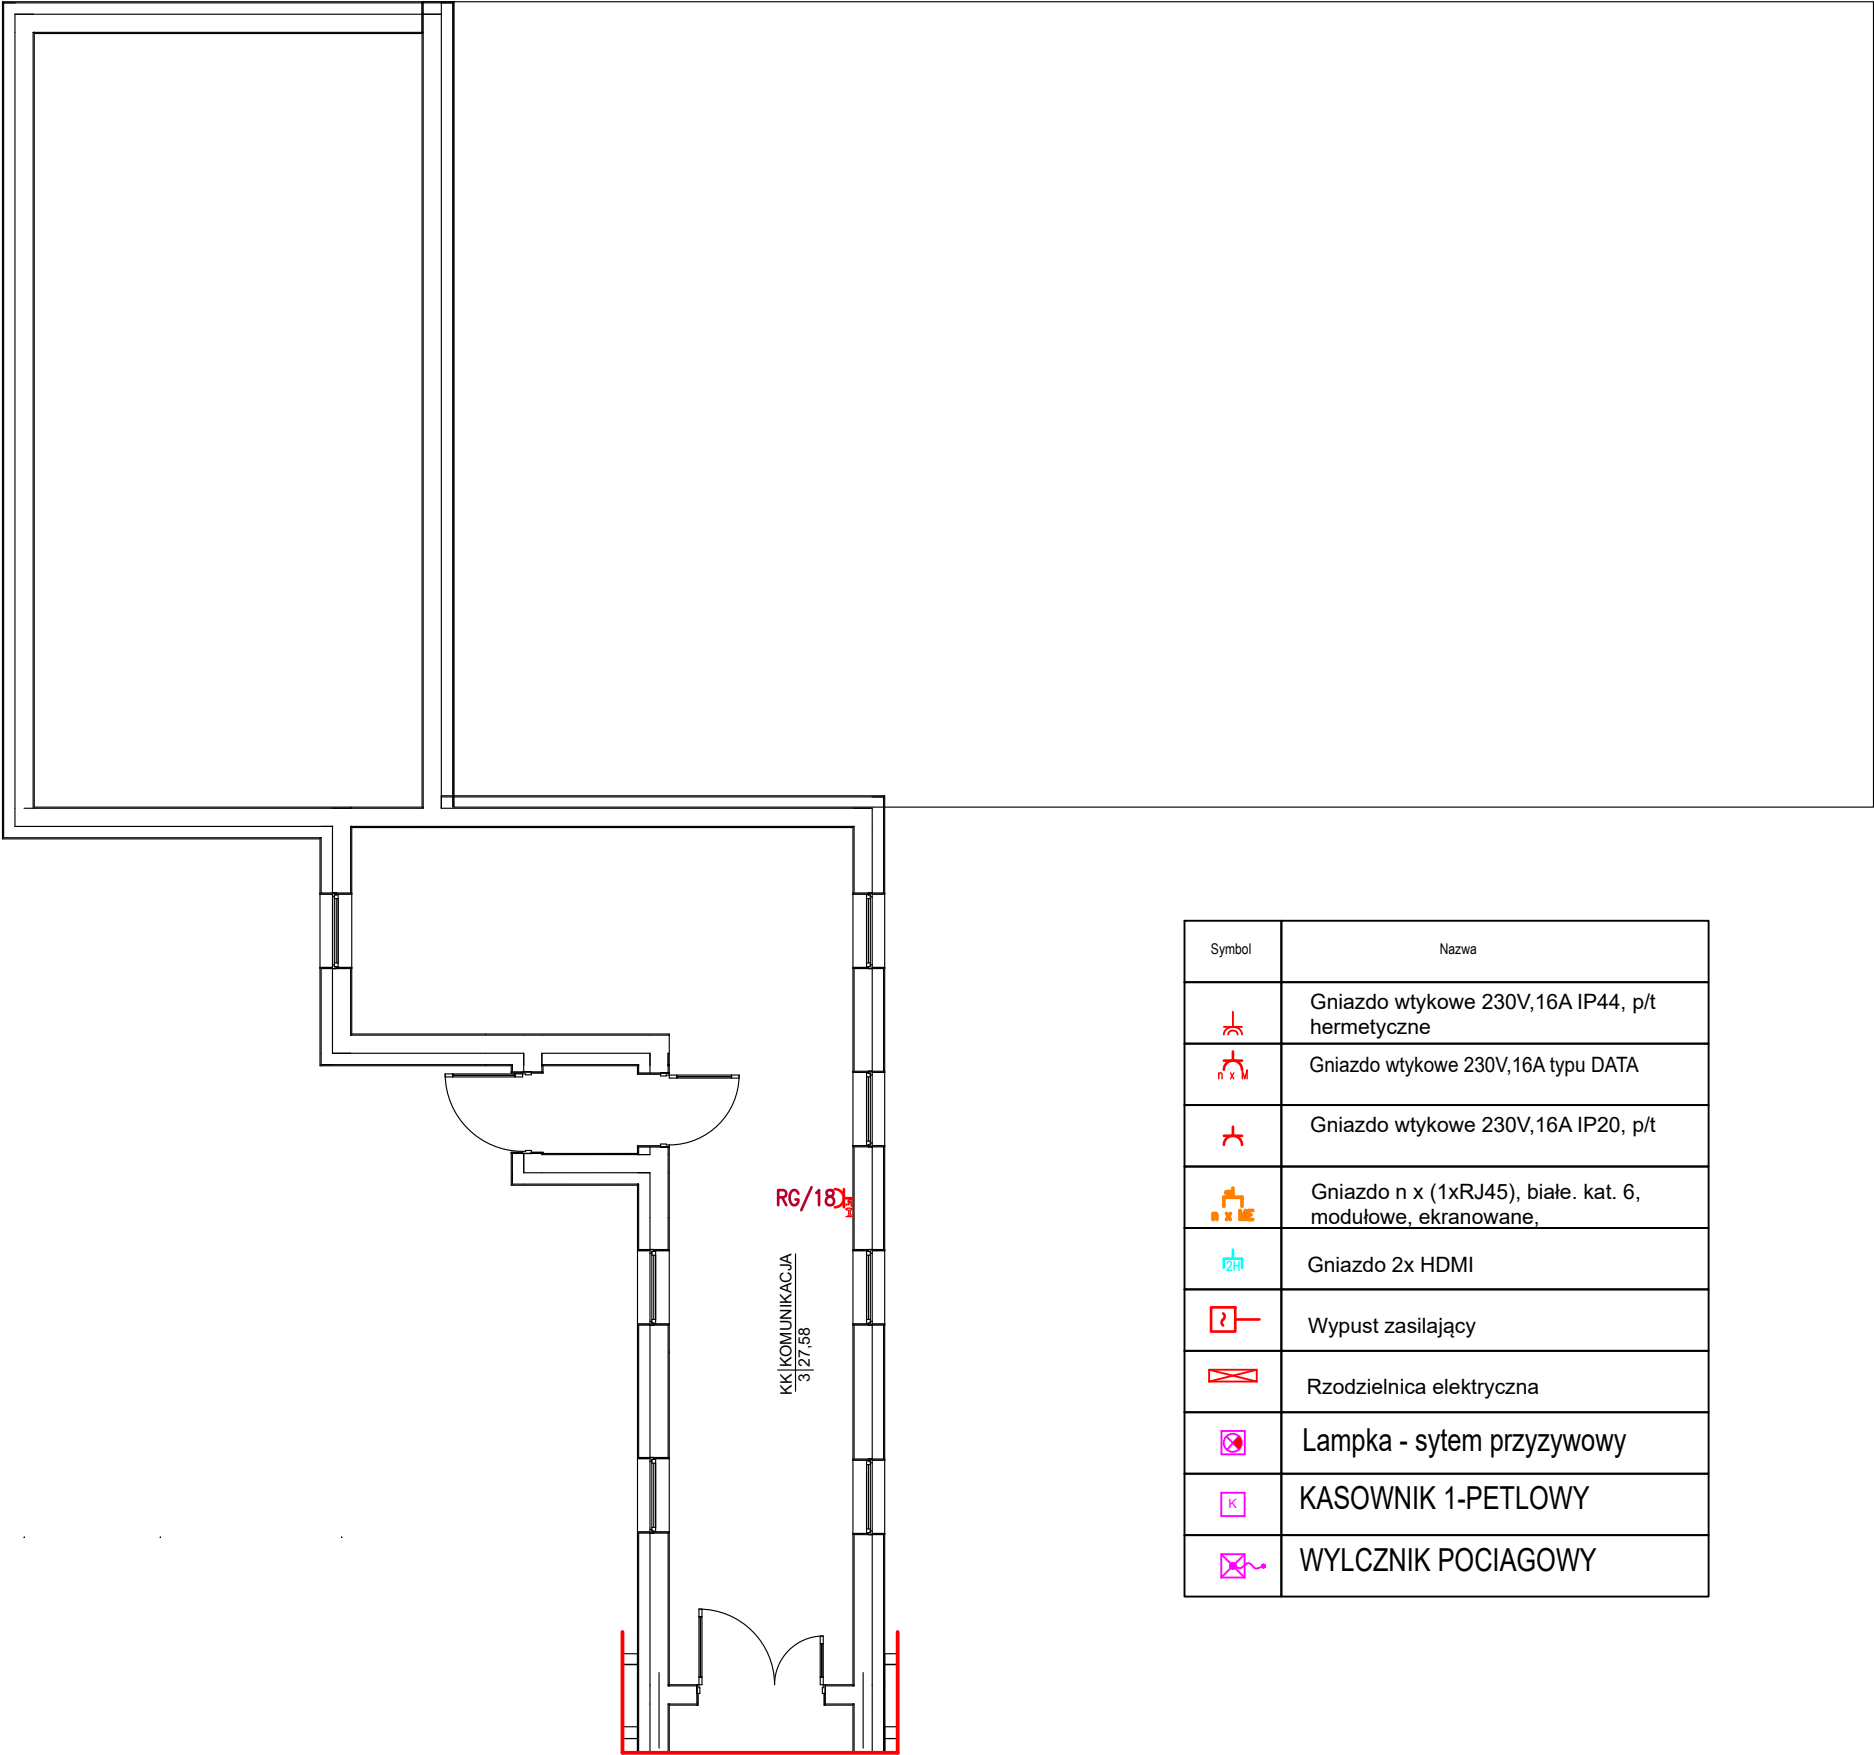 RG/18
KK KOMUNIKACJA
3 27,58
Symbol Nazwa
Gniazdo wtykowe 230V,16A IP44, p/t
hermetyczne
n x M
Gniazdo wtykowe 230V,16A typu DATA
Gniazdo wtykowe 230V,16A IP20, p/t
Gniazdo n x (1xRJ45), białe. kat. 6,
modułowe, ekranowane,
n x
2H
Gniazdo 2x HDMI
Wypust zasilający
Rzodzielnica elektryczna
Lampka - sytem przyzywowy
K
KASOWNIK 1-PETLOWY
WYLCZNIK POCIAGOWY